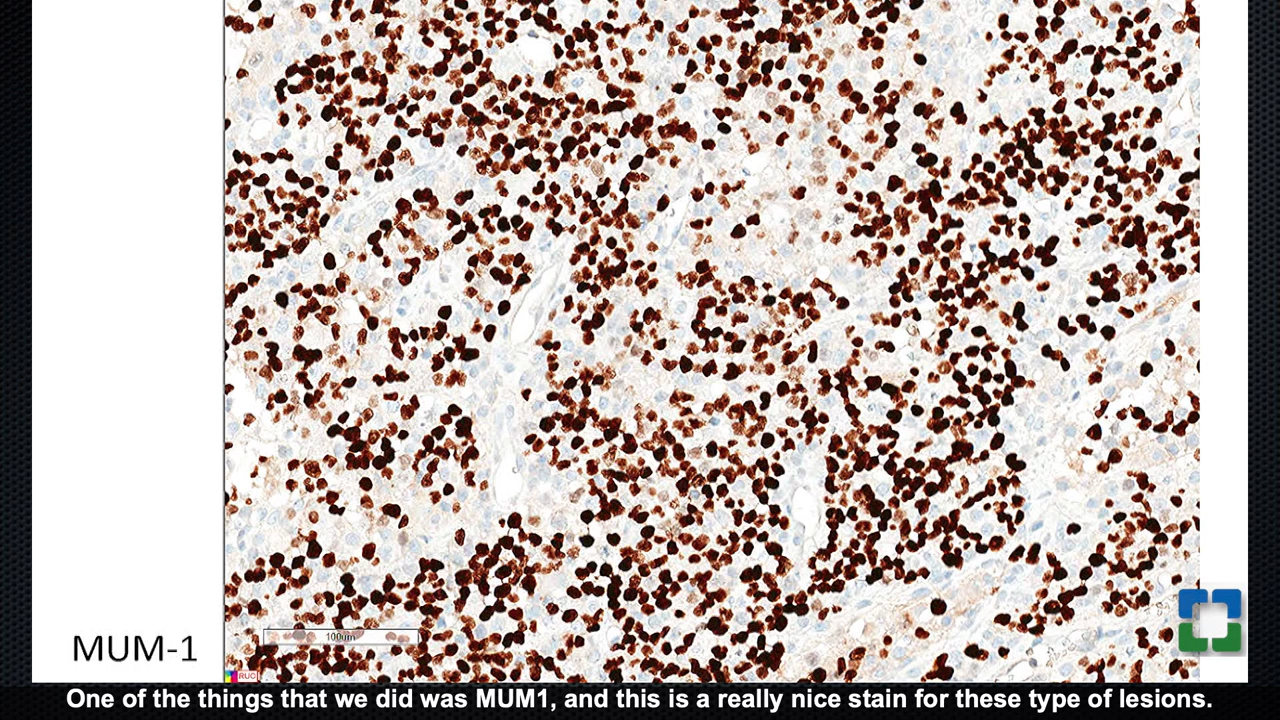 100um
MUM-1
RUO
One of the things that we did was MUM1, and this is a really nice stain for these type of lesions.